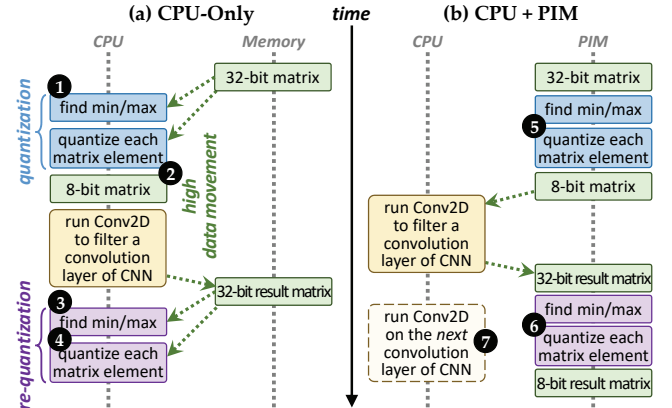 (a) CPU-Only
time
(b) CPU + PIM
CPU
Memory
CPU
PIM
32-bit matrix
1
find min/max
quantize each
matrix element
quantization
2
8-bit matrix
high
data movement
run Conv2D
to filter a
convolution
layer of CNN
32-bit result matrix
3
find min/max
4
quantize each
matrix element
re-quantization
32-bit matrix
find min/max
5
quantize each
matrix element
8-bit matrix
run Conv2D
to filter a
convolution
layer of CNN
32-bit result matrix
find min/max
6
quantize each
matrix element
8-bit result matrix
run Conv2D
on the next
convolution
layer of CNN
7